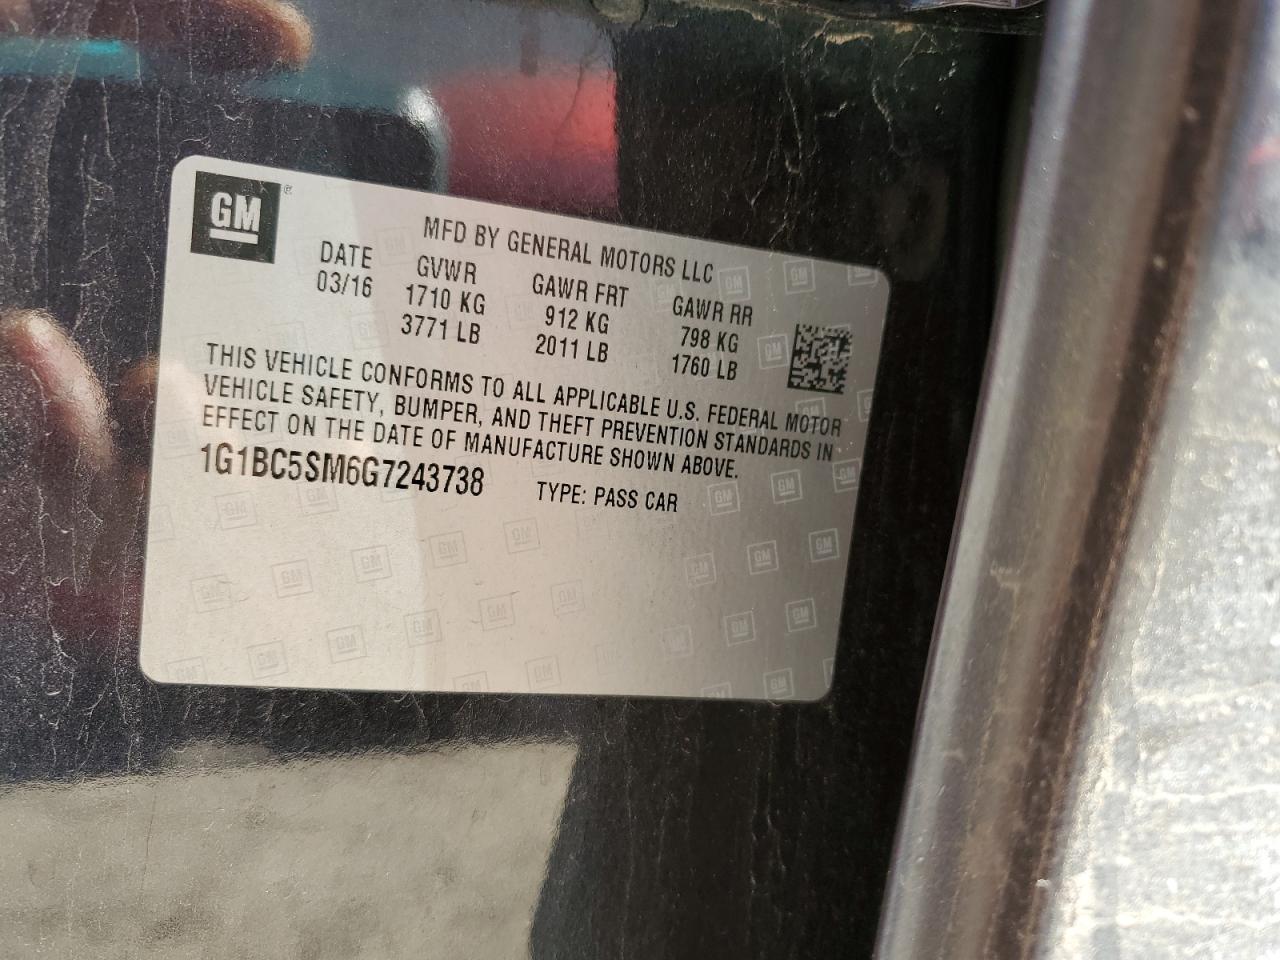 GM ®
MFD BY GENERAL MOTORS LLC
DATE GVWR GAWR FRT GAWR RR
03/16 1710 KG 912 KG 798 KG
3771 LB 2011 LB 1760 LB
THIS VEHICLE CONFORMS TO ALL APPLICABLE U.S. FEDERAL MOTOR
VEHICLE SAFETY, BUMPER, AND THEFT PREVENTION STANDARDS IN
EFFECT ON THE DATE OF MANUFACTURE SHOWN ABOVE.
1G1BC5SM6G7243738 TYPE: PASS CAR